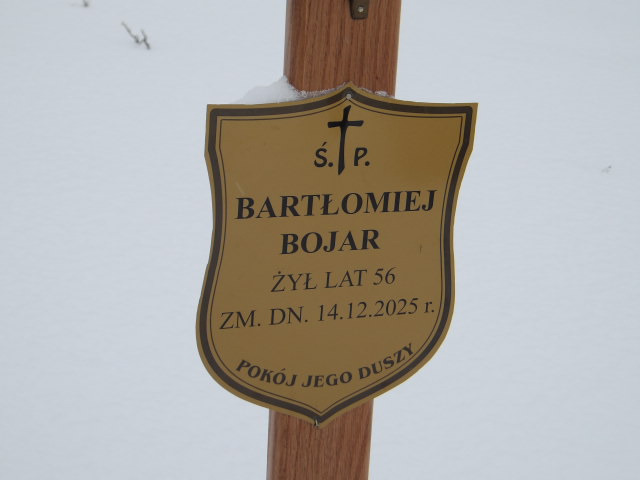 Ś. P.
BARTŁOMIEJ
BOJAR
ŻYŁ LAT 56
ZM. DN. 14.12.2025 r.
POKÓJ JEGO DUSZY